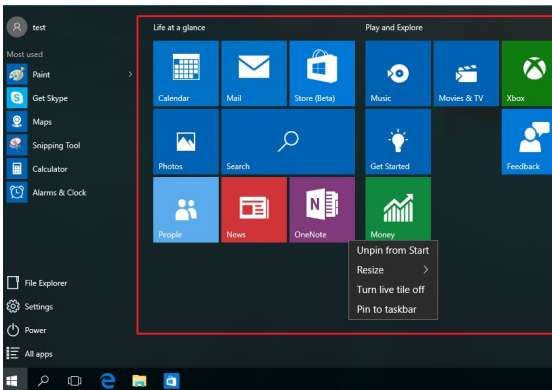 test
Most used
Paint
Get Skype
Maps
Snipping Tool
Calculator
Alarms & Clock
File Explorer
Settings
Power
All apps
Life at a glance
Calendar
Mail
Store (Beta)
Photos
Search
People
News
OneNote
Play and Explore
Music
Movies & TV
Xbox
Get Started
Feedback
Money
Unpin from Start
Resize
Turn live tile off
Pin to taskbar